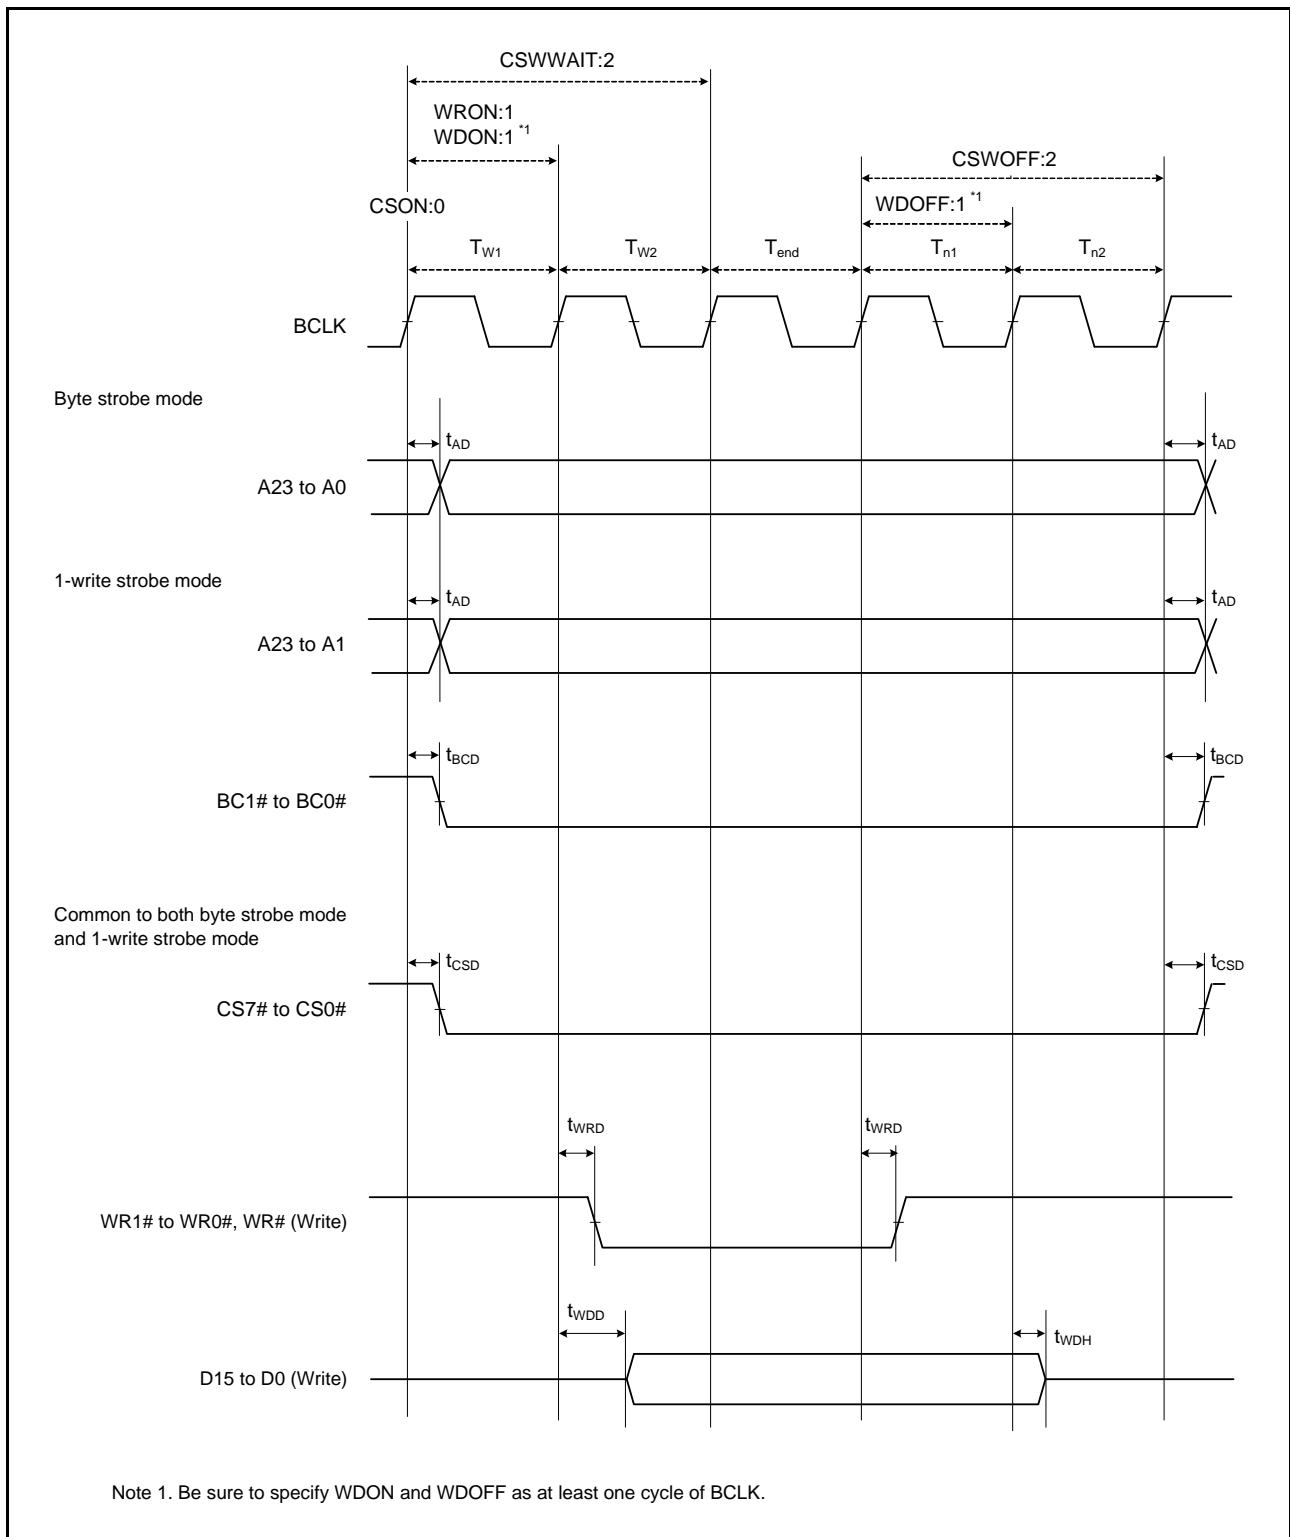 CSWWAIT:2
WRON:1
WDON:1 *1
CSWOFF:2
CSON:0
WDOFF:1 *1
TW1
TW2
Tend
Tn1
Tn2
BCLK
Byte strobe mode
tAD
tAD
A23 to A0
1-write strobe mode
tAD
tAD
A23 to A1
tBCD
tBCD
BC1# to BC0#
Common to both byte strobe mode
and 1-write strobe mode
tCSD
tCSD
CS7# to CS0#
tWRD
tWRD
WR1# to WR0#, WR# (Write)
tWDD
tWDH
D15 to D0 (Write)
Note 1. Be sure to specify WDON and WDOFF as at least one cycle of BCLK.